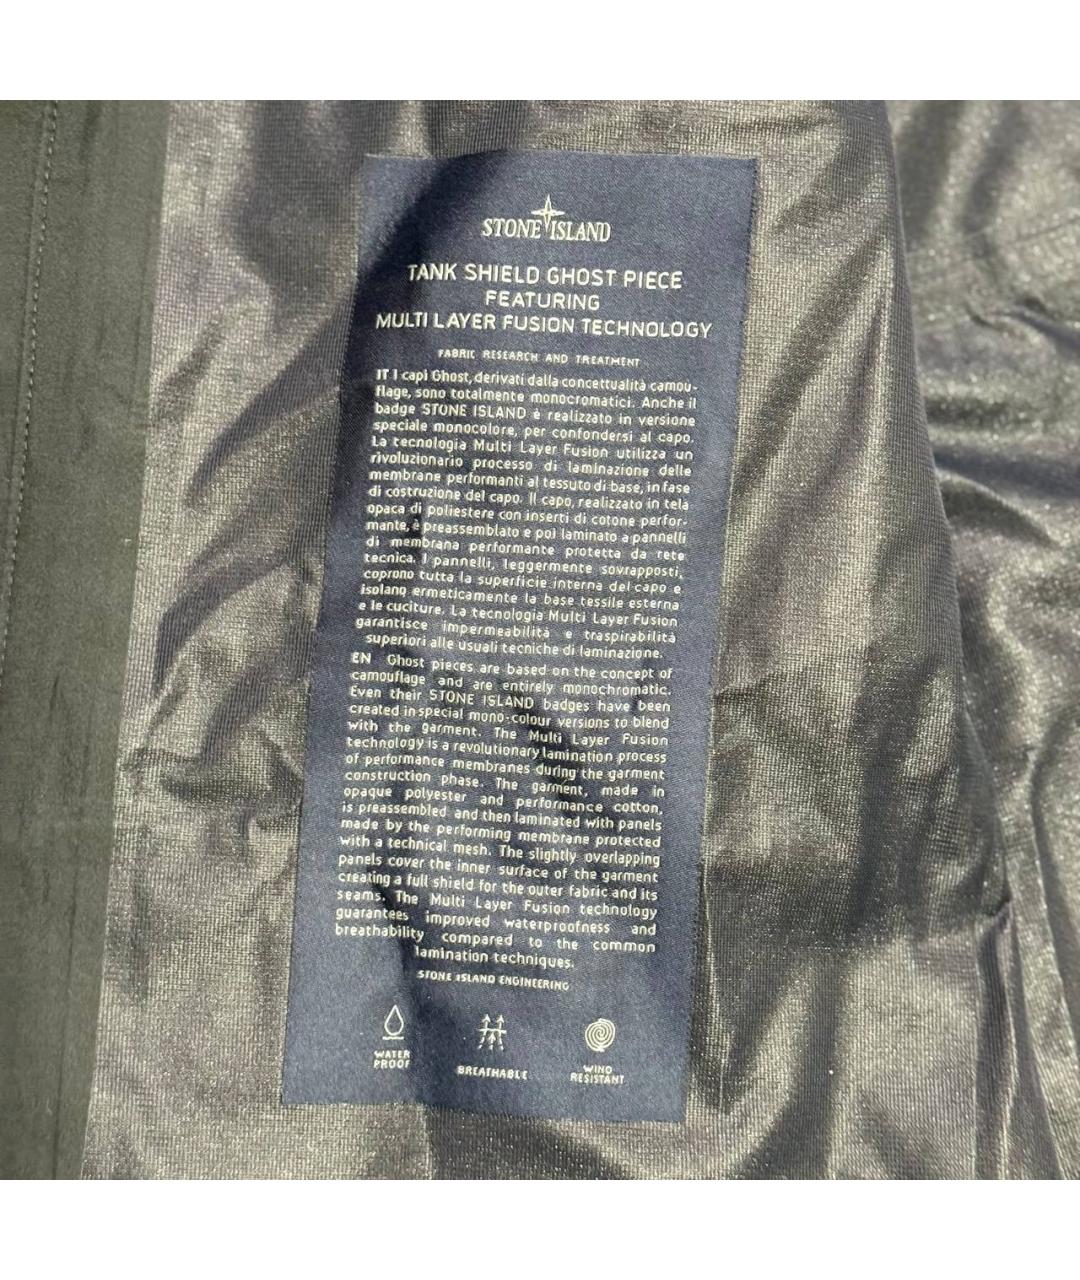 STONE ISLAND
TANK SHIELD GHOST PIECE
FEATURING
MULTI LAYER FUSION TECHNOLOGY
FABRIC RESEARCH AND TREATMENT
IT I capi Ghost, derivati dalla concettualità camou-
flage, sono totalmente monocromatici. Anche il
badge STONE ISLAND è realizzato in versione
speciale monocolore, per confondersi al capo.
La tecnologia Multi Layer Fusion utilizza un
rivoluzionario processo di laminazione delle
membrane performanti al tessuto di base, in fase
di costruzione del capo. Il capo, realizzato in tela
opaca di poliestere con inserti di cotone perfor-
mante, è preassemblato e poi laminato a pannelli
di membrana performante protetta da rete
tecnica. I pannelli, leggermente sovrapposti,
coprono tutta la superficie interna del capo e
isolano ermeticamente la base tessile esterna
e le cuciture. La tecnologia Multi Layer Fusion
garantisce impermeabilità e traspirabilità
superiori alle usuali tecniche di laminazione.
EN Ghost pieces are based on the concept of
camouflage and are entirely monochromatic.
Even their STONE ISLAND badges have been
created in special mono-colour versions to blend
with the garment. The Multi Layer Fusion
technology is a revolutionary lamination process
of performance membranes during the garment
construction phase. The garment, made in
opaque polyester and performance cotton,
is preassembled and then laminated with panels
made by the performing membrane protected
with a technical mesh. The slightly overlapping
panels cover the inner surface of the garment
creating a full shield for the outer fabric and its
seams. The Multi Layer Fusion technology
guarantees improved waterproofness and
breathability compared to the common
lamination techniques.
STONE ISLAND ENGINEERING
WATER
PROOF
BREATHABLE
WIND
RESISTANT